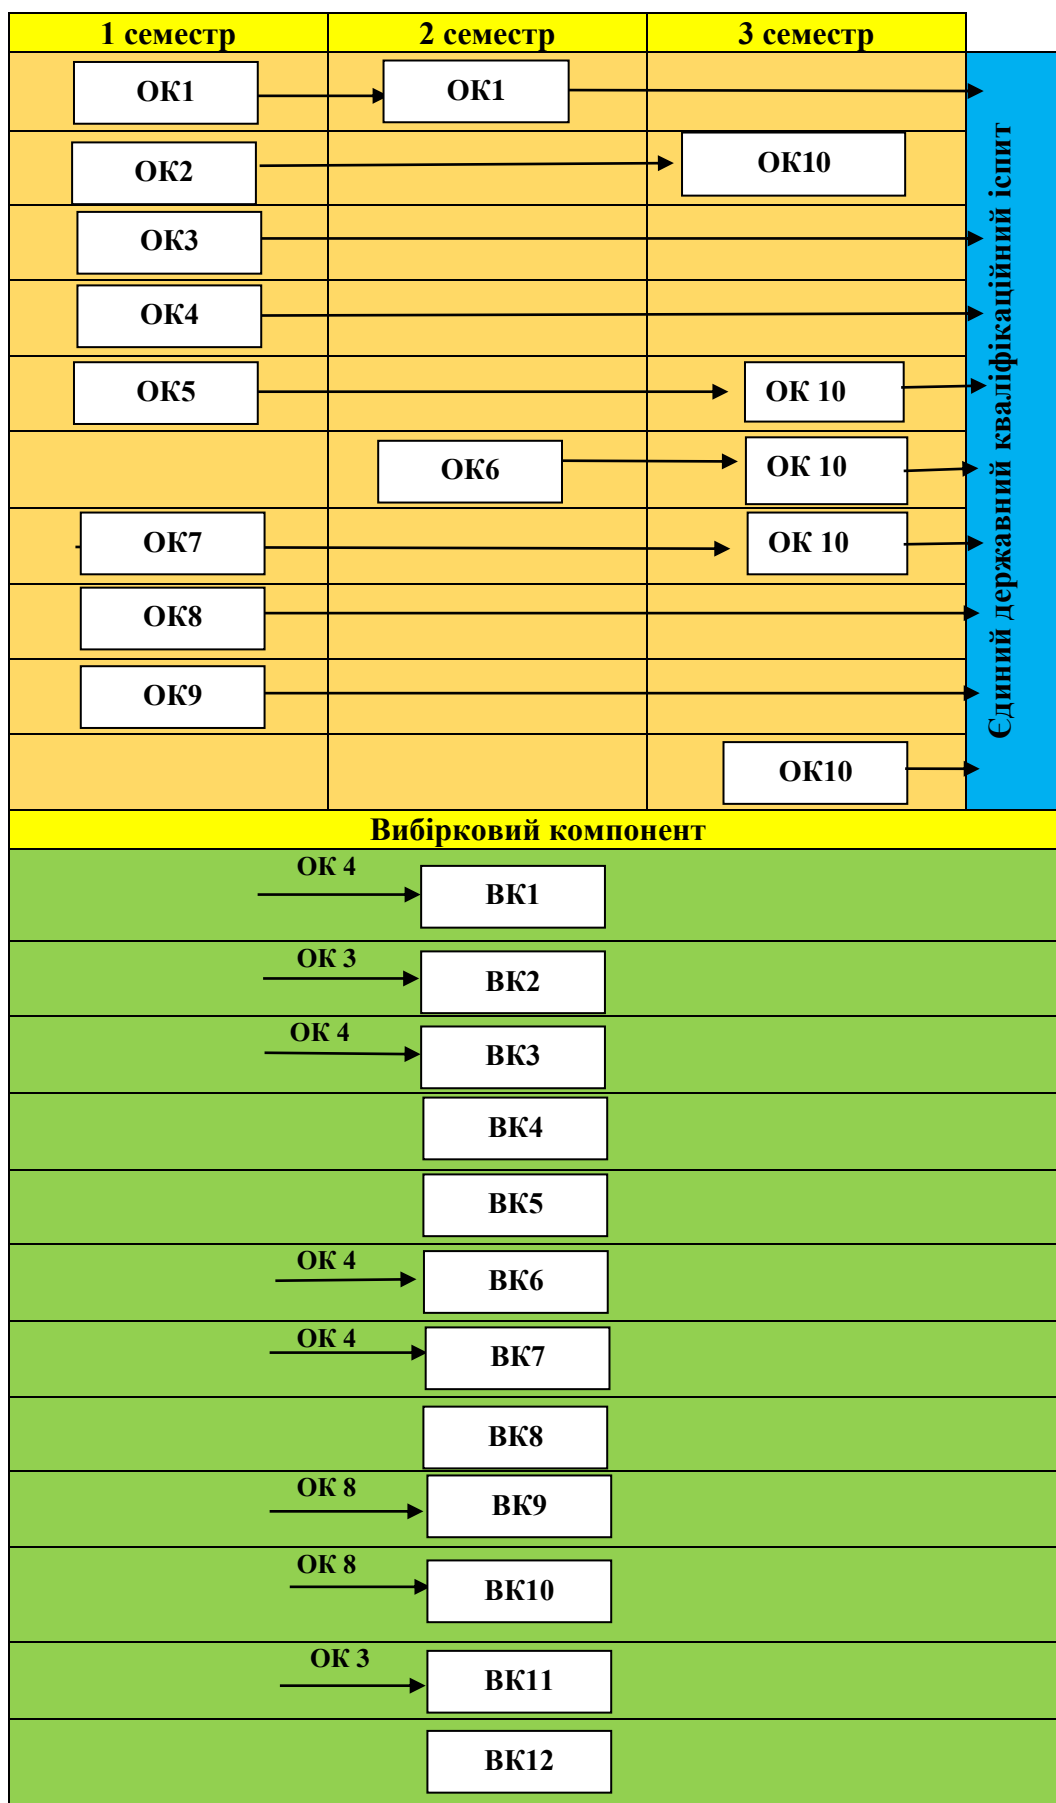 1 семестр 2 семестр 3 семестр
ОК1 ОК1
ОК2 ОК10
ОК3
ОК4
ОК5 ОК 10
ОК6 ОК 10
ОК7 ОК 10
ОК8
ОК9
ОК10
Єдиний державний кваліфікаційний іспит
Вибірковий компонент
ОК 4 ВК1
ОК 3 ВК2
ОК 4 ВК3
ВК4
ВК5
ОК 4 ВК6
ОК 4 ВК7
ВК8
ОК 8 ВК9
ОК 8 ВК10
ОК 3 ВК11
ВК12